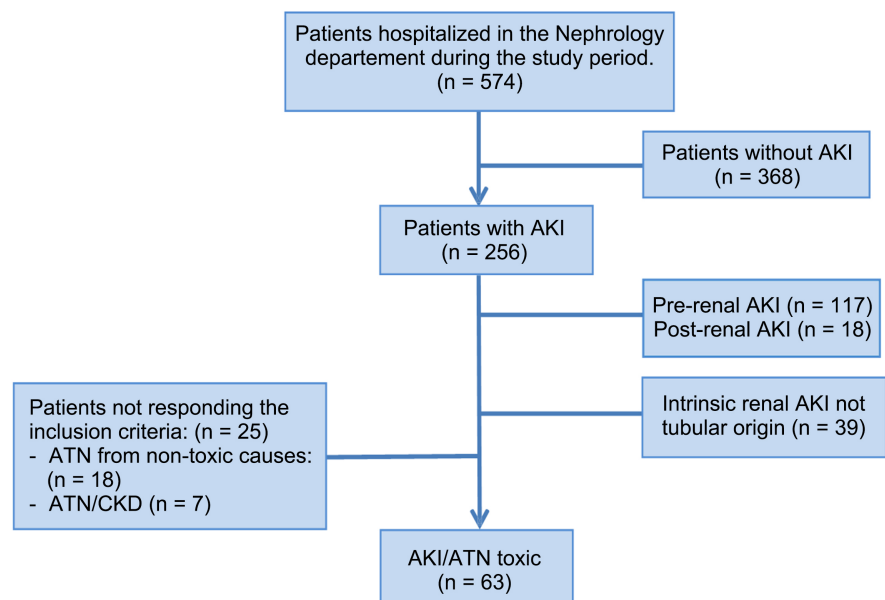 Patients hospitalized in the Nephrology
departement during the study period.
(n = 574)
Patients without AKI
(n = 368)
Patients with AKI
(n = 256)
Pre-renal AKI (n = 117)
Post-renal AKI (n = 18)
Intrinsic renal AKI not
tubular origin (n = 39)
Patients not responding the
inclusion criteria: (n = 25)
- ATN from non-toxic causes:
(n = 18)
- ATN/CKD (n = 7)
AKI/ATN toxic
(n = 63)